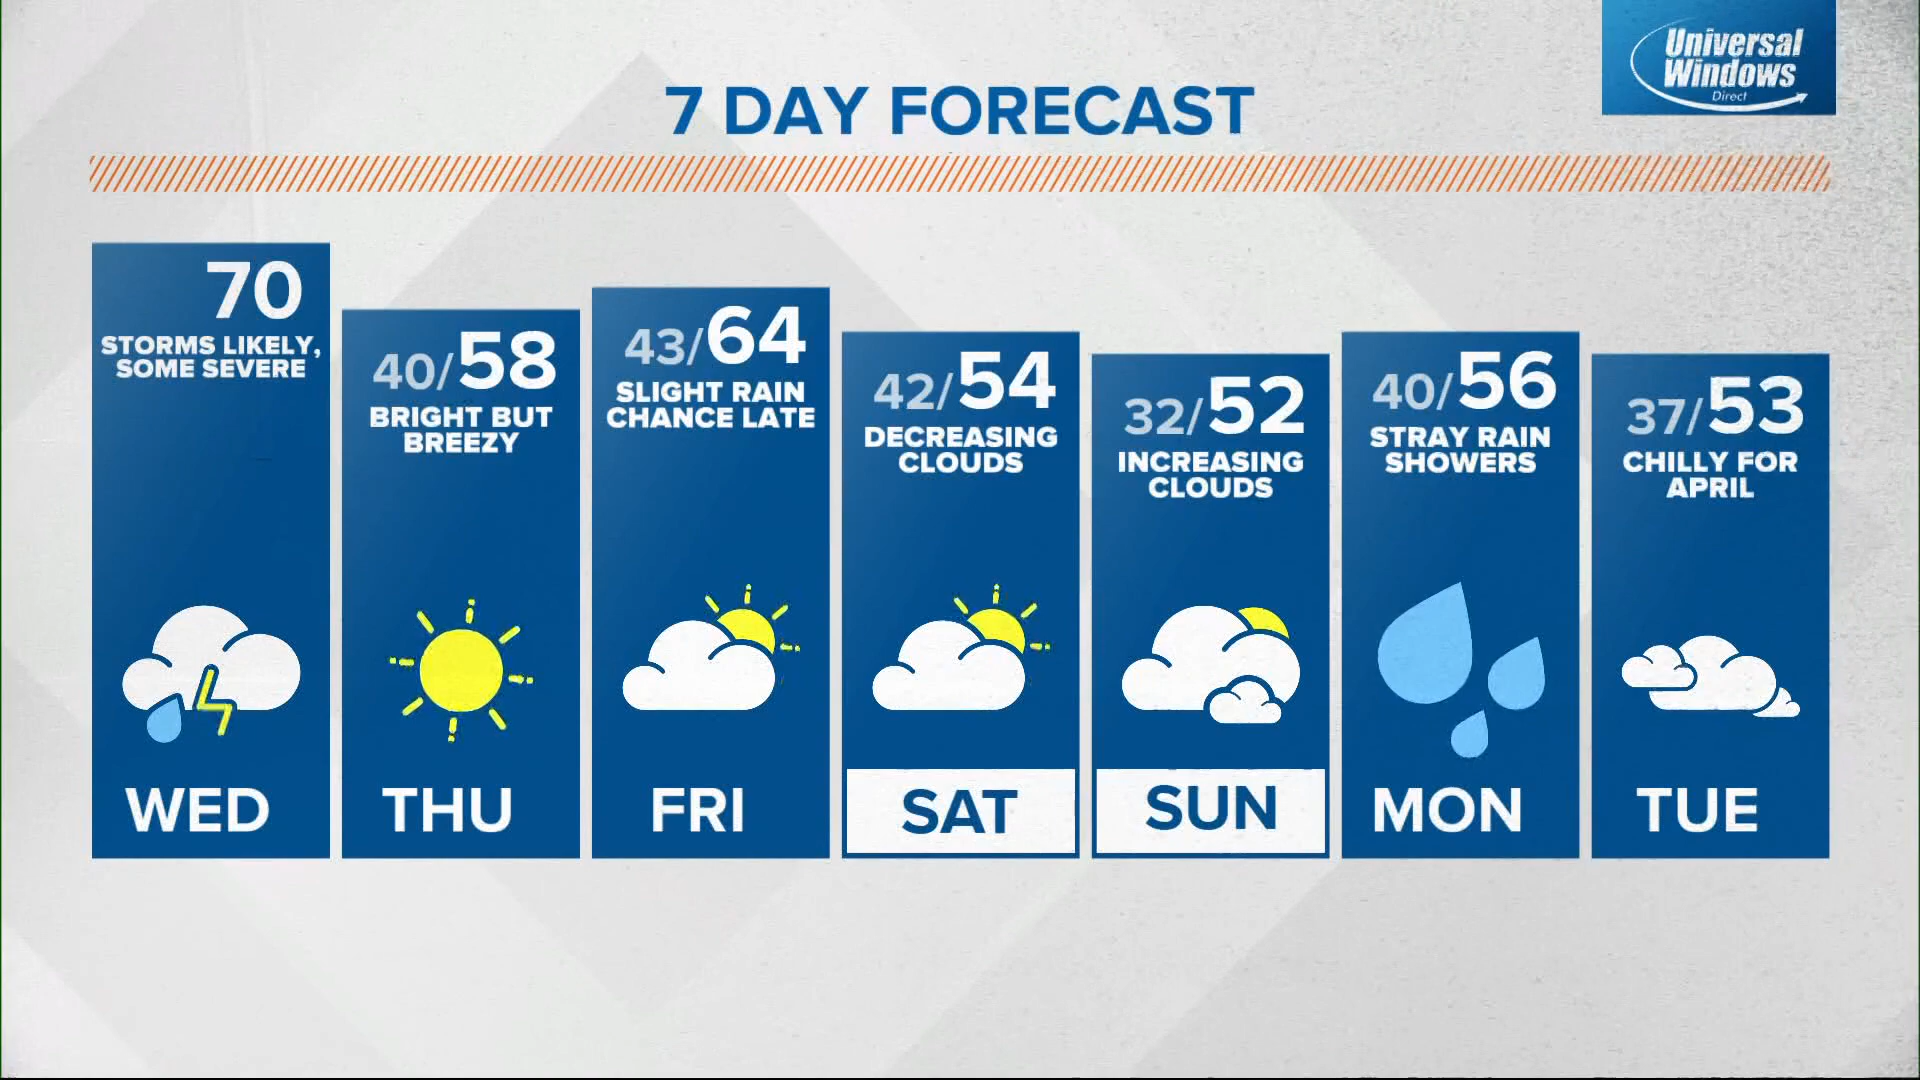 Universal
Windows
Direct
7 DAY FORECAST
70
STORMS LIKELY,
SOME SEVERE
WED
40/58
BRIGHT BUT
BREEZY
THU
43/64
SLIGHT RAIN
CHANCE LATE
FRI
42/54
DECREASING
CLOUDS
SAT
32/52
INCREASING
CLOUDS
SUN
40/56
STRAY RAIN
SHOWERS
MON
37/53
CHILLY FOR
APRIL
TUE